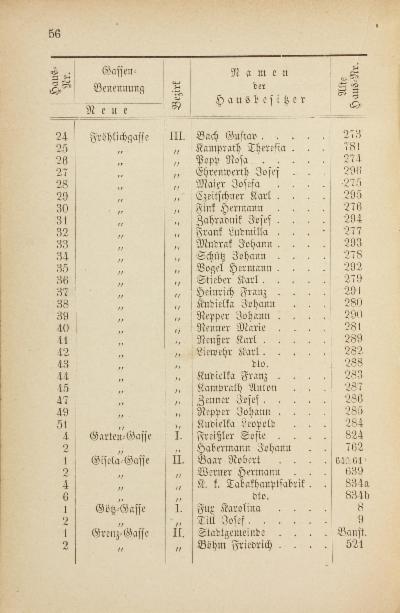 56
Haus-Nr.
Gassen-Benennung
Neue
Bezirk
Namen
der
Hausbesitzer
Alte Haus-Nr.
24 Fröhlichgasse III. Bach Gustav . . . . . 273
25 „ „ Kamprath Theresia . . . 781
26 „ „ Popp Rosa . . . . . 274
27 „ „ Ehrenwerth Josef . . . . 296
28 „ „ Maier Josefa . . . . . 275
29 „ „ Czeitschner Karl . . . . 295
30 „ „ Fink Hermann . . . . 276
31 „ „ Zahradnik Josef . . . . 294
32 „ „ Frank Ludmilla . . . . 277
33 „ „ Mudrak Johann . . . . 293
34 „ „ Schütz Johann . . . . 278
35 „ „ Vogel Hermann . . . . 292
36 „ „ Stieber Karl . . . . . 279
37 „ „ Heinrich Franz . . . . 291
38 „ „ Kudielka Johann . . . . 280
39 „ „ Nepper Johann . . . . 290
40 „ „ Renner Marie . . . . 281
41 „ „ Reußer Karl . . . . . 289
42 „ „ Liewehr Karl . . . . . 282
43 „ „ dto. . . . 288
44 „ „ Kudielka Franz . . . . 283
45 „ „ Kamprath Anton . . . . 287
47 „ „ Zenner Josef . . . . . 286
49 „ „ Nepper Johann . . . . 285
51 „ „ Kudielka Leopold . . . 284
4 Garten-Gasse I. Freißler Sofie . . . . 824
2 „ „ Habermann Johann . . . 762
1 Gisela-Gasse II. Baar Robert . . . .
2 „ „ Werner Hermann . . . 639
4 „ „ K. k. Tabakhauptfabrik . . 834a
6 „ „ dto. . . . 834b
1 Götz-Gasse I. Fux Karolina . . . . 8
2 „ „ Till Josef . . . . . 9
1 Grenz-Gasse II. Stadtgemeinde . . . . Baust.
2 „ „ Böhm Friedrich . . . . 521